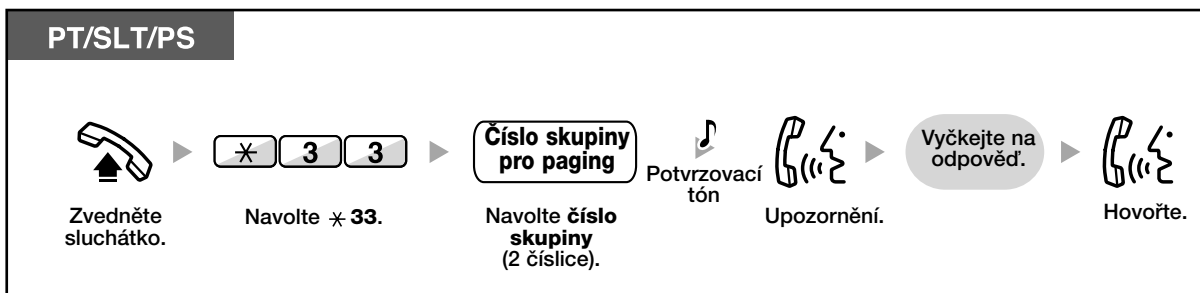 PT/SLT/PS
Zvedněte
sluchátko.
✳ 3 3
Navolte ✳ 33.
Číslo skupiny
pro paging
Navolte číslo
skupiny
(2 číslice).
Potvrzovací
tón
Upozornění.
Vyčkejte na
odpověď.
Hovořte.